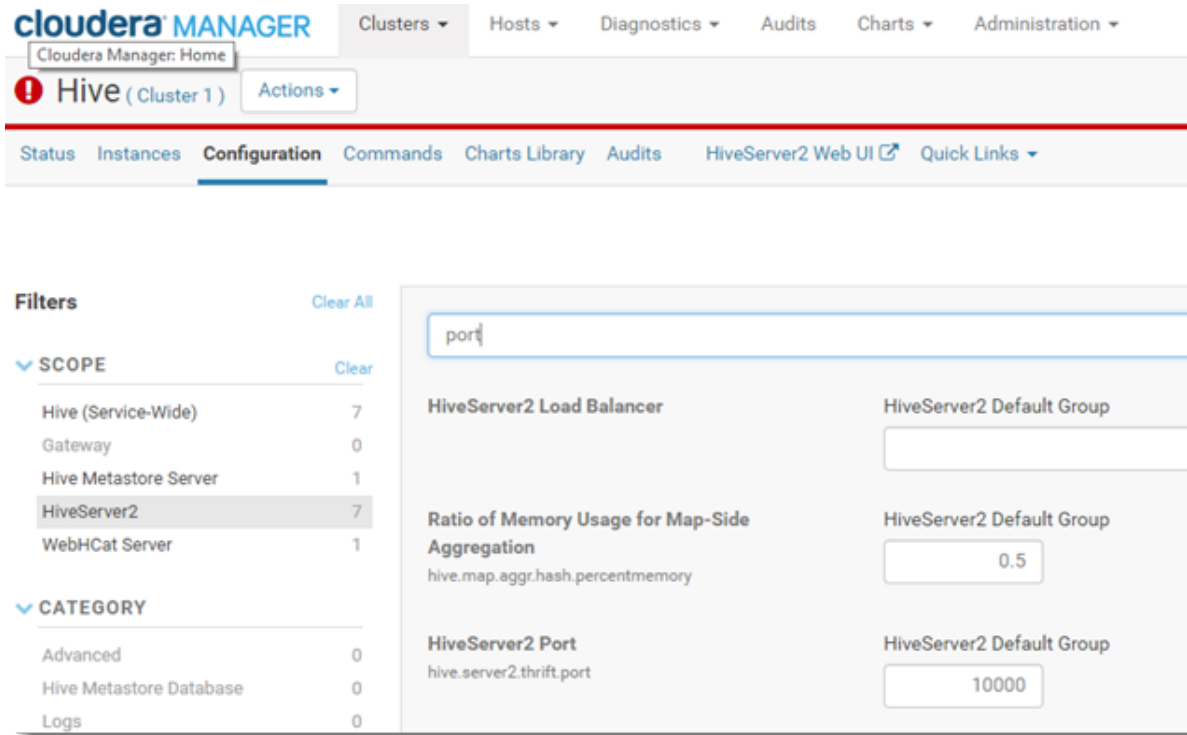 cloudera MANAGER Clusters Hosts Diagnostics Audits Charts Administration
Cloudera Manager: Home
Hive ( Cluster 1 ) Actions
Status Instances Configuration Commands Charts Library Audits HiveServer2 Web UI Quick Links
Filters Clear All
port
SCOPE Clear
Hive (Service-Wide) 7
Gateway 0
Hive Metastore Server 1
HiveServer2 7
WebHCat Server 1
CATEGORY
Advanced 0
Hive Metastore Database 0
Logs 0
HiveServer2 Load Balancer HiveServer2 Default Group
Ratio of Memory Usage for Map-Side HiveServer2 Default Group
Aggregation 0.5
hive.map.aggr.hash.percentmemory
HiveServer2 Port HiveServer2 Default Group
hive.server2.thrift.port 10000